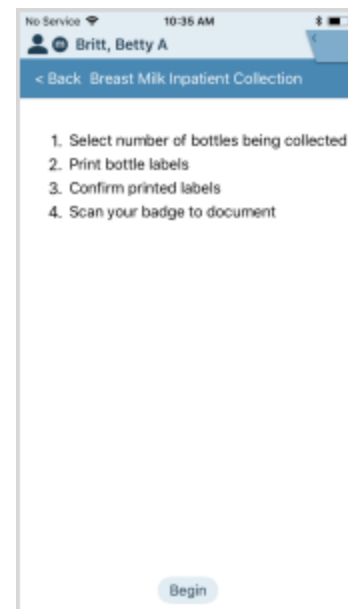 No Service 10:35 AM
Britt, Betty A
< Back Breast Milk Inpatient Collection
1. Select number of bottles being collected
2. Print bottle labels
3. Confirm printed labels
4. Scan your badge to document
Begin